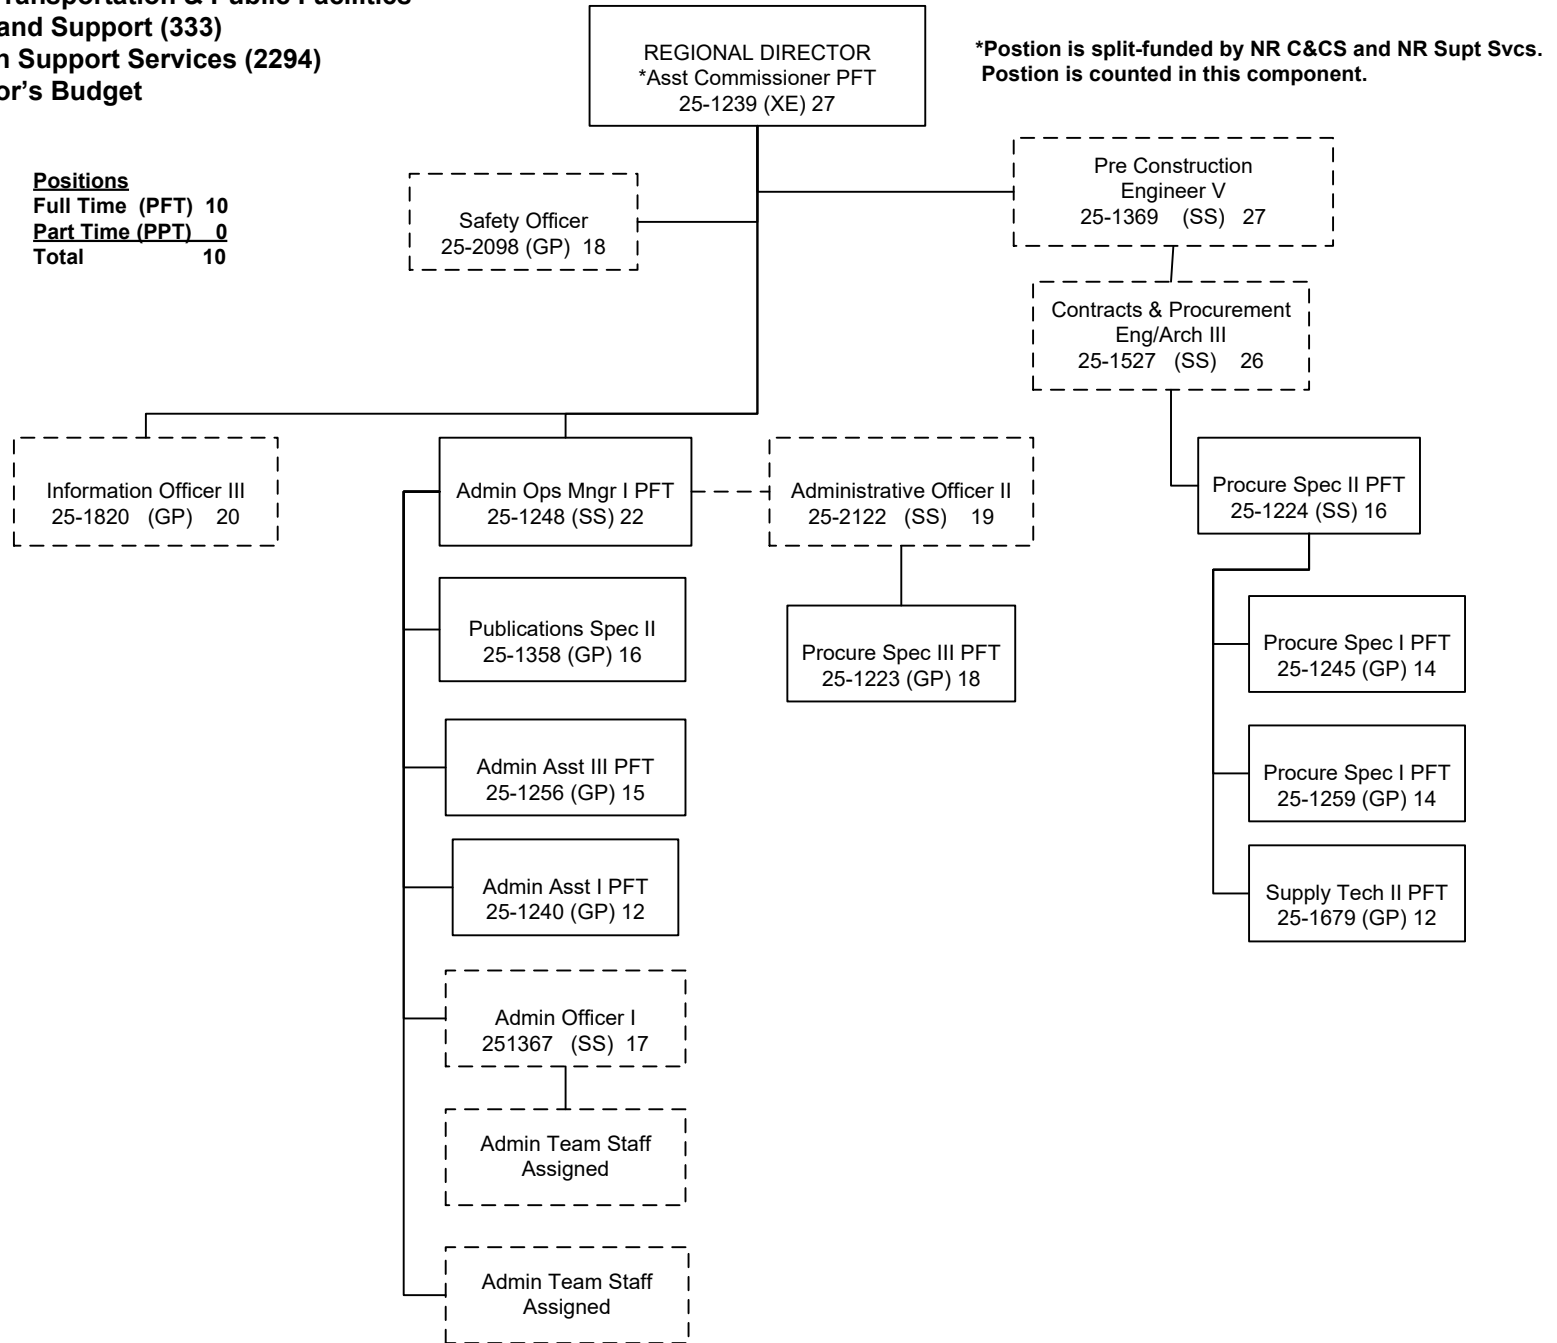 Transportation & Public Facilities
and Support (333)
Support Services (2294)
Budget
REGIONAL DIRECTOR
*Asst Commissioner PFT
25-1239 (XE) 27
*Postion is split-funded by NR C&CS and NR Supt Svcs.
Postion is counted in this component.
Positions
Full Time (PFT) 10
Part Time (PPT) 0
Total 10
Safety Officer
25-2098 (GP) 18
Pre Construction
Engineer V
25-1369 (SS) 27
Contracts & Procurement
Eng/Arch III
25-1527 (SS) 26
Information Officer III
25-1820 (GP) 20
Admin Ops Mngr I PFT
25-1248 (SS) 22
Administrative Officer II
25-2122 (SS) 19
Procure Spec II PFT
25-1224 (SS) 16
Publications Spec II
25-1358 (GP) 16
Procure Spec III PFT
25-1223 (GP) 18
Procure Spec I PFT
25-1245 (GP) 14
Admin Asst III PFT
25-1256 (GP) 15
Procure Spec I PFT
25-1259 (GP) 14
Admin Asst I PFT
25-1240 (GP) 12
Supply Tech II PFT
25-1679 (GP) 12
Admin Officer I
251367 (SS) 17
Admin Team Staff
Assigned
Admin Team Staff
Assigned